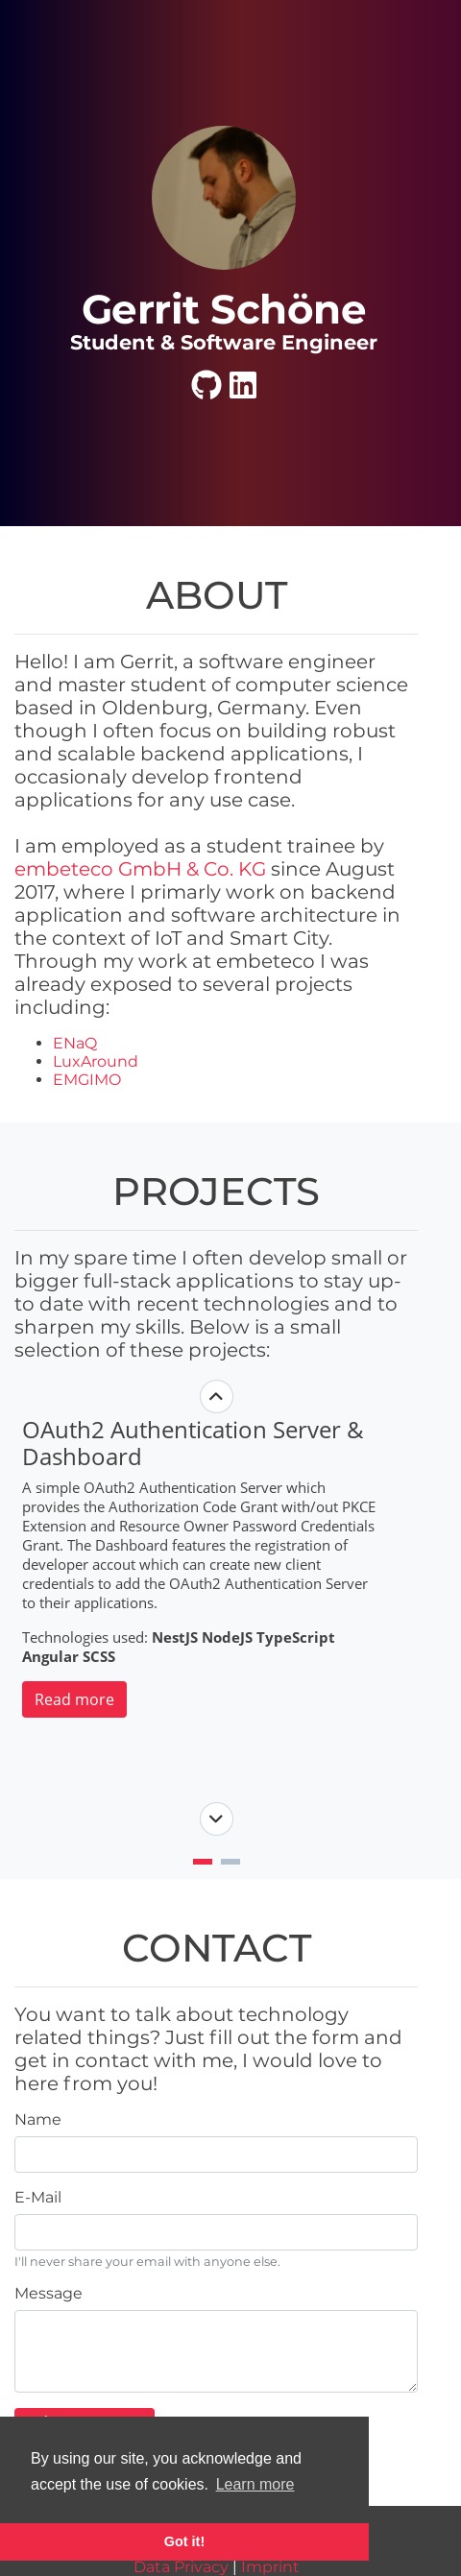 Gerrit Schöne
Student & Software Engineer
ABOUT
Hello! I am Gerrit, a software engineer
and master student of computer science
based in Oldenburg, Germany. Even
though I often focus on building robust
and scalable backend applications, I
occasionaly develop frontend
applications for any use case.
I am employed as a student trainee by
embeteco GmbH & Co. KG since August
2017, where I primarly work on backend
application and software architecture in
the context of IoT and Smart City.
Through my work at embeteco I was
already exposed to several projects
including:
ENaQ
LuxAround
EMGIMO
PROJECTS
In my spare time I often develop small or
bigger full-stack applications to stay up-
to date with recent technologies and to
sharpen my skills. Below is a small
selection of these projects:
OAuth2 Authentication Server &
Dashboard
A simple OAuth2 Authentication Server which
provides the Authorization Code Grant with/out PKCE
Extension and Resource Owner Password Credentials
Grant. The Dashboard features the registration of
developer accout which can create new client
credentials to add the OAuth2 Authentication Server
to their applications.
Technologies used: NestJS NodeJS TypeScript
Angular SCSS
Read more
CONTACT
You want to talk about technology
related things? Just fill out the form and
get in contact with me, I would love to
here from you!
Name
E-Mail
I'll never share your email with anyone else.
Message
By using our site, you acknowledge and
accept the use of cookies. Learn more
Got it!
Data Privacy | Imprint